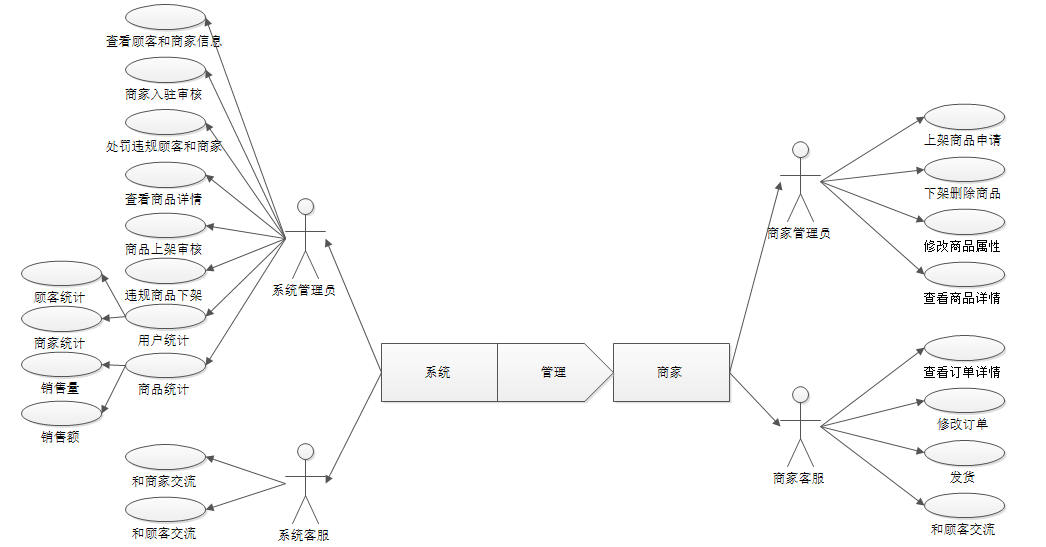 查看顾客和商家信息
商家入驻审核
处罚违规顾客和商家
查看商品详情
商品上架审核
违规商品下架
用户统计
商品统计
顾客统计
商家统计
销售量
销售额
系统管理员
和商家交流
和顾客交流
系统客服
系统
管理
商家
商家管理员
上架商品申请
下架删除商品
修改商品属性
查看商品详情
商家客服
查看订单详情
修改订单
发货
和顾客交流